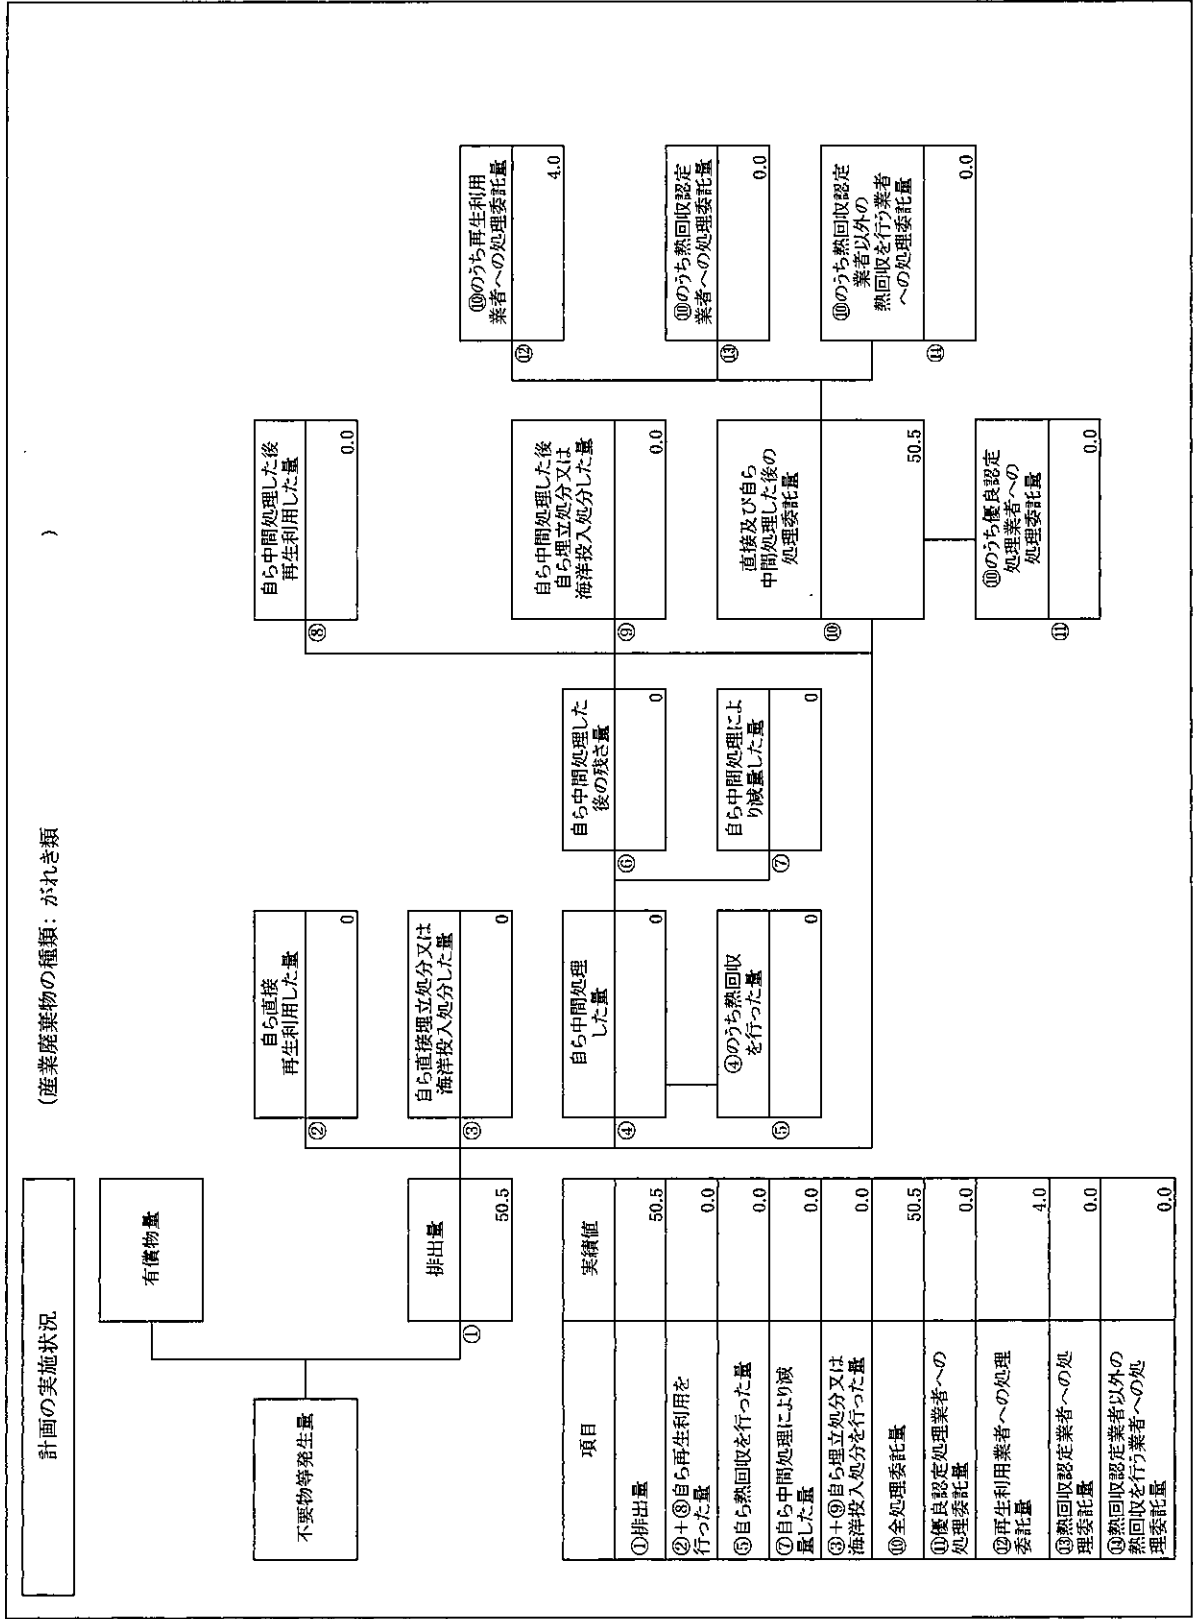 計画の実施状況
(産業廃棄物の種類: がれき類 )
不要物等発生量
有償物量
①
排出量
50.5
②
自ら直接
再生利用した量
0
③
自ら直接埋立処分又は
海洋投入処分した量
0
④
自ら中間処理
した量
0
⑤
④のうち熱回収
を行った量
0
⑥
自ら中間処理した
後の残さ量
0
⑦
自ら中間処理によ
り減量した量
0
⑧
自ら中間処理した後
再生利用した量
0.0
⑨
自ら中間処理した後
自ら埋立処分又は
海洋投入処分した量
0.0
⑩
直接及び自ら
中間処理した後の
処理委託量
50.5
⑪
⑩のうち優良認定
処理業者への
処理委託量
0.0
⑫
⑩のうち再生利用
業者への処理委託量
4.0
⑬
⑩のうち熱回収認定
業者への処理委託量
0.0
⑭
⑩のうち熱回収認定
業者以外の
熱回収を行う業者
への処理委託量
0.0
項目 実績値
①排出量 50.5
②+⑧自ら再生利用を
行った量 0.0
⑤自ら熱回収を行った量 0.0
⑦自ら中間処理により減
量した量 0.0
③+⑨自ら埋立処分又は
海洋投入処分を行った量 0.0
⑩全処理委託量 50.5
⑪優良認定処理業者への
処理委託量 0.0
⑫再生利用業者への処理
委託量 4.0
⑬熱回収認定業者への処
理委託量 0.0
⑭熱回収認定業者以外の
熱回収を行う業者への処
理委託量 0.0